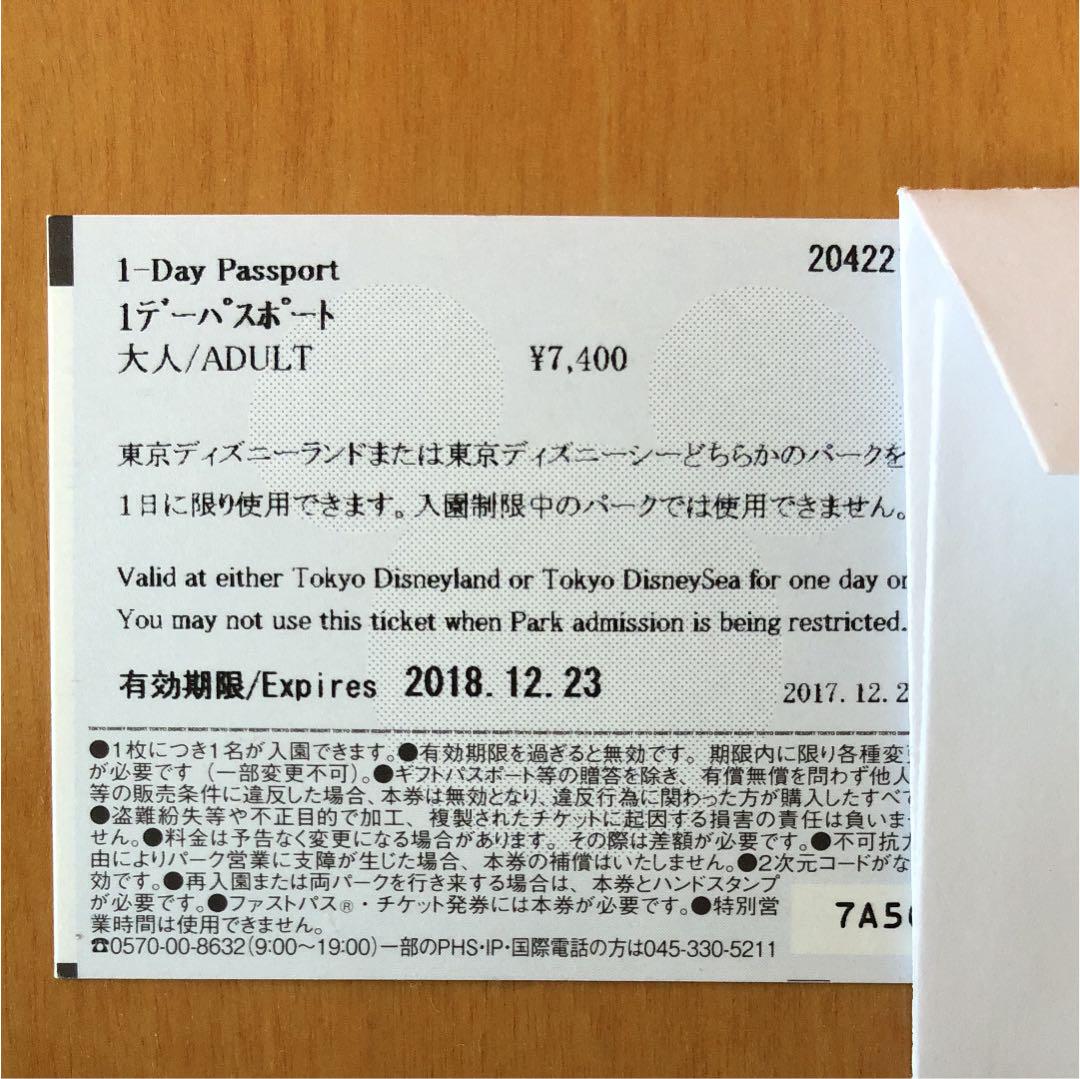 1-Day Passport
20422
1デーパスポート
大人/ADULT ¥7,400
東京ディズニーランドまたは東京ディズニーシーどちらかのパークを
1日に限り使用できます。入園制限中のパークでは使用できません。
Valid at either Tokyo Disneyland or Tokyo DisneySea for one day
You may not use this ticket when Park admission is being restricted.
有効期限/Expires 2018.12.23
2017.12.2
●1枚につき1名が入園できます。●有効期限を過ぎると無効です。期限内に限り各種変更
が必要です（一部変更不可）。●ギフトパスポート等の贈答を除き、有償無償を問わず他人
等の販売条件に違反した場合、本券は無効となり、違反行為に関わった方が購入したすべて
●盗難紛失等や不正目的で加工、複製されたチケットに起因する損害の責任は負いま
せん。●料金は予告なく変更になる場合があります。その際は差額が必要です。●不可抗力
由によりパーク営業に支障が生じた場合、本券の補償はいたしません。●2次元コードがな
効です。●再入園または両パークを行き来する場合は、本券とハンドスタンプ
が必要です。●ファストパス®・チケット発券には本券が必要です。●特別営
業時間は使用できません。
☎0570-00-8632(9:00〜19:00)一部のPHS・IP・国際電話の方は045-330-5211
7A5